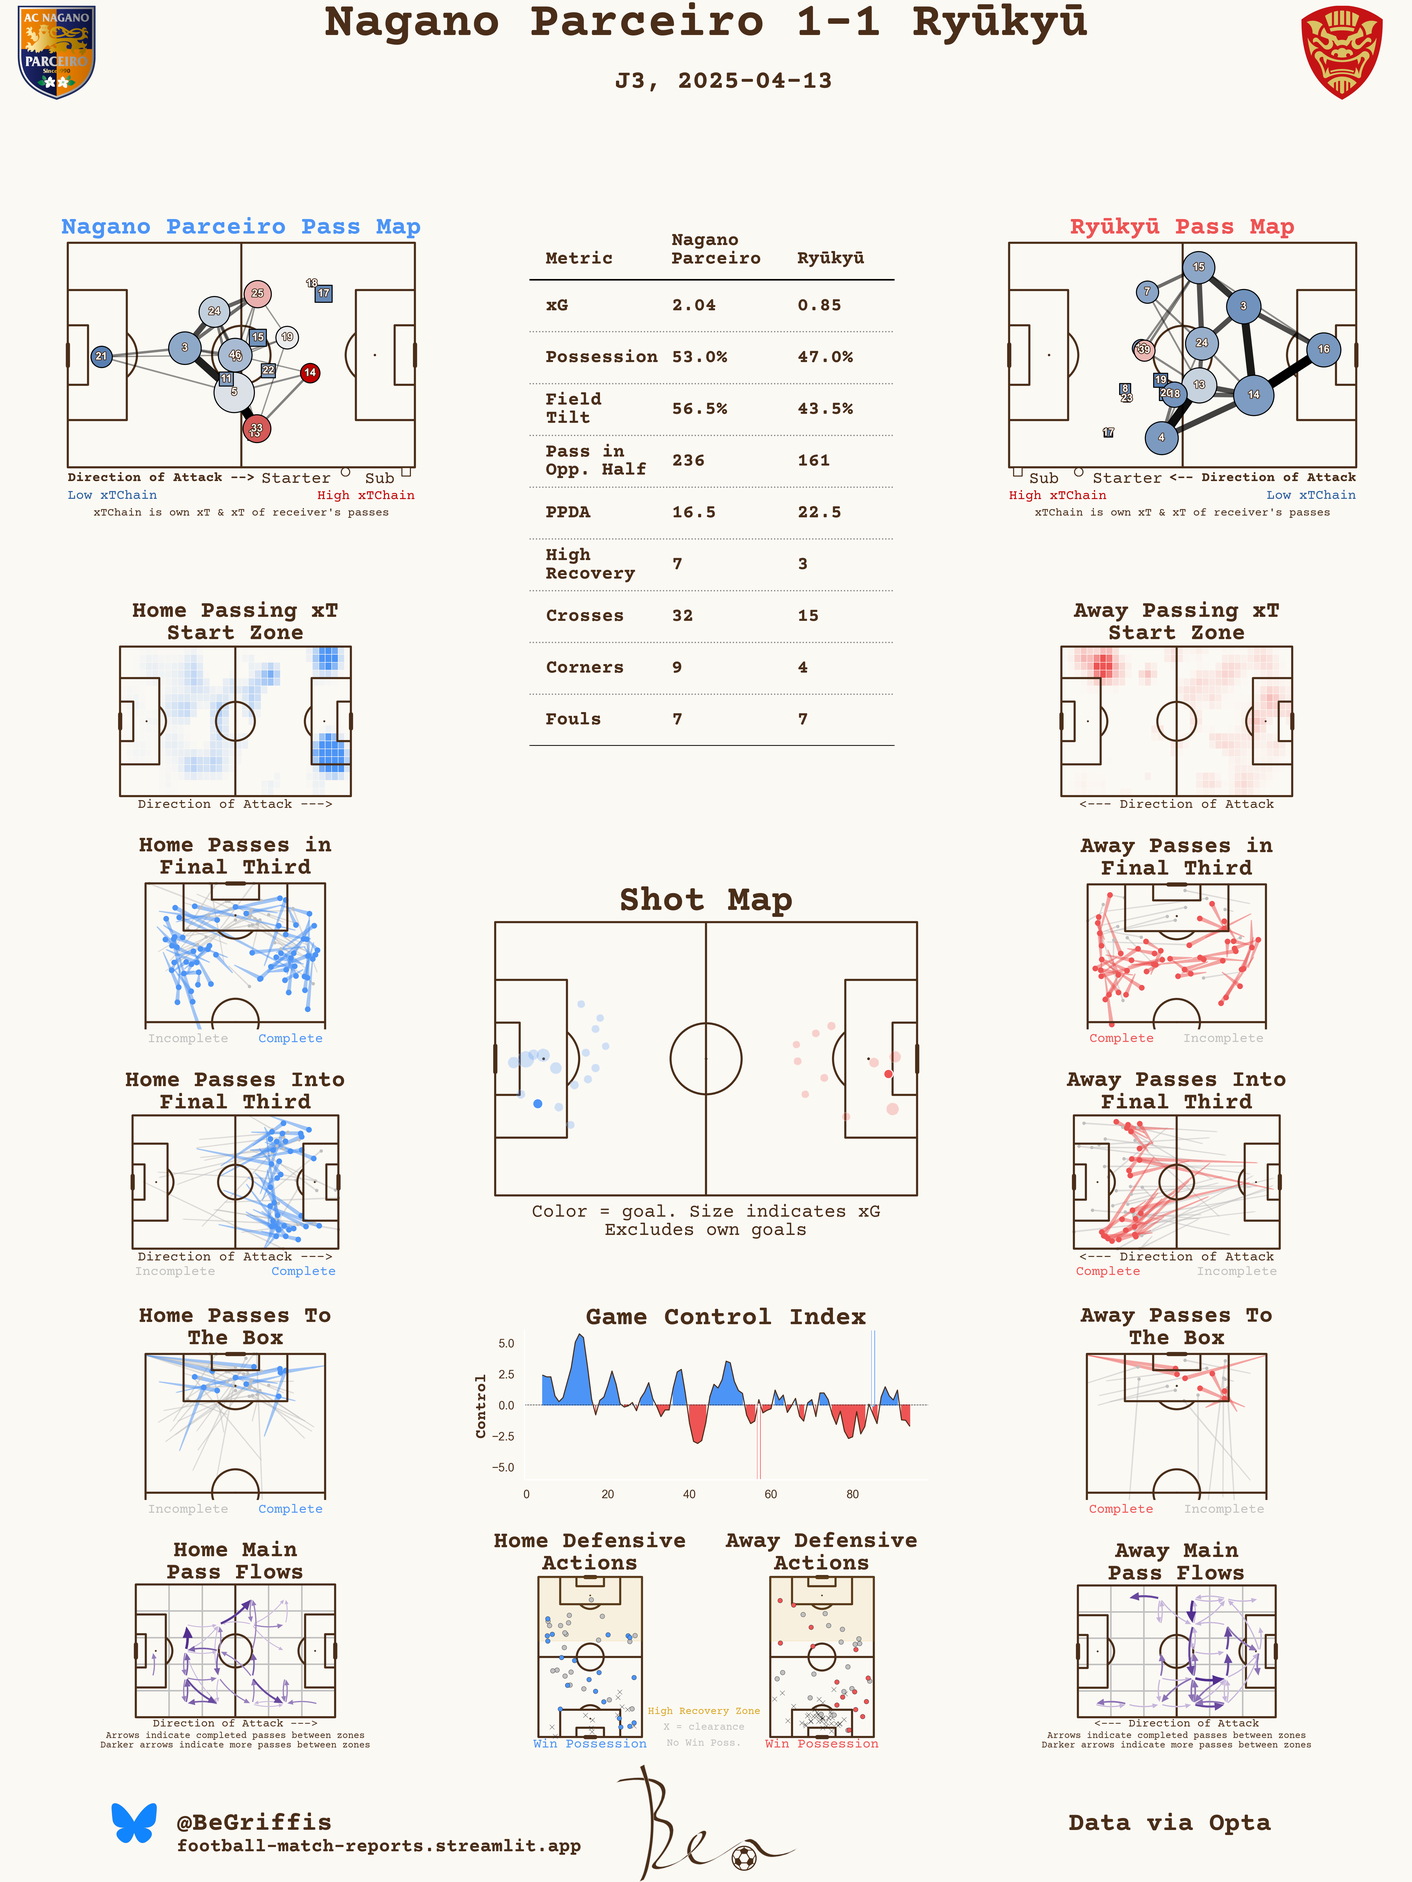 Nagano Parceiro 1-1 Ryūkyū
J3, 2025-04-13
AC NAGANO
PARCEIRO
Nagano Parceiro Pass Map
21
3
24
25
18
17
15
19
46
11
22
14
5
33
Direction of Attack --> Starter Sub
Low xTChain High xTChain
xTChain is own xT & xT of receiver's passes
Metric Nagano Parceiro Ryūkyū
xG 2.04 0.85
Possession 53.0% 47.0%
Field Tilt 56.5% 43.5%
Pass in Opp. Half 236 161
PPDA 16.5 22.5
High Recovery 7 3
Crosses 32 15
Corners 9 4
Fouls 7 7
Ryūkyū Pass Map
15
7
3
39
24
16
19
8
23
18
13
14
17
4
Sub Starter <-- Direction of Attack
High xTChain Low xTChain
xTChain is own xT & xT of receiver's passes
Home Passing xT
Start Zone
Direction of Attack --->
Away Passing xT
Start Zone
<--- Direction of Attack
Home Passes in
Final Third
Incomplete Complete
Away Passes in
Final Third
Complete Incomplete
Shot Map
Color = goal. Size indicates xG
Excludes own goals
Home Passes Into
Final Third
Direction of Attack --->
Incomplete Complete
Away Passes Into
Final Third
<--- Direction of Attack
Complete Incomplete
Home Passes To
The Box
Incomplete Complete
Game Control Index
Control
5.0
2.5
0.0
−2.5
−5.0
0 20 40 60 80
Away Passes To
The Box
Complete Incomplete
Home Main
Pass Flows
Direction of Attack --->
Arrows indicate completed passes between zones
Darker arrows indicate more passes between zones
Home Defensive
Actions
Win Possession
High Recovery Zone
X = clearance
No Win Poss.
Away Defensive
Actions
Win Possession
Away Main
Pass Flows
<--- Direction of Attack
Arrows indicate completed passes between zones
Darker arrows indicate more passes between zones
@BeGriffis
football-match-reports.streamlit.app
Ben
Data via Opta